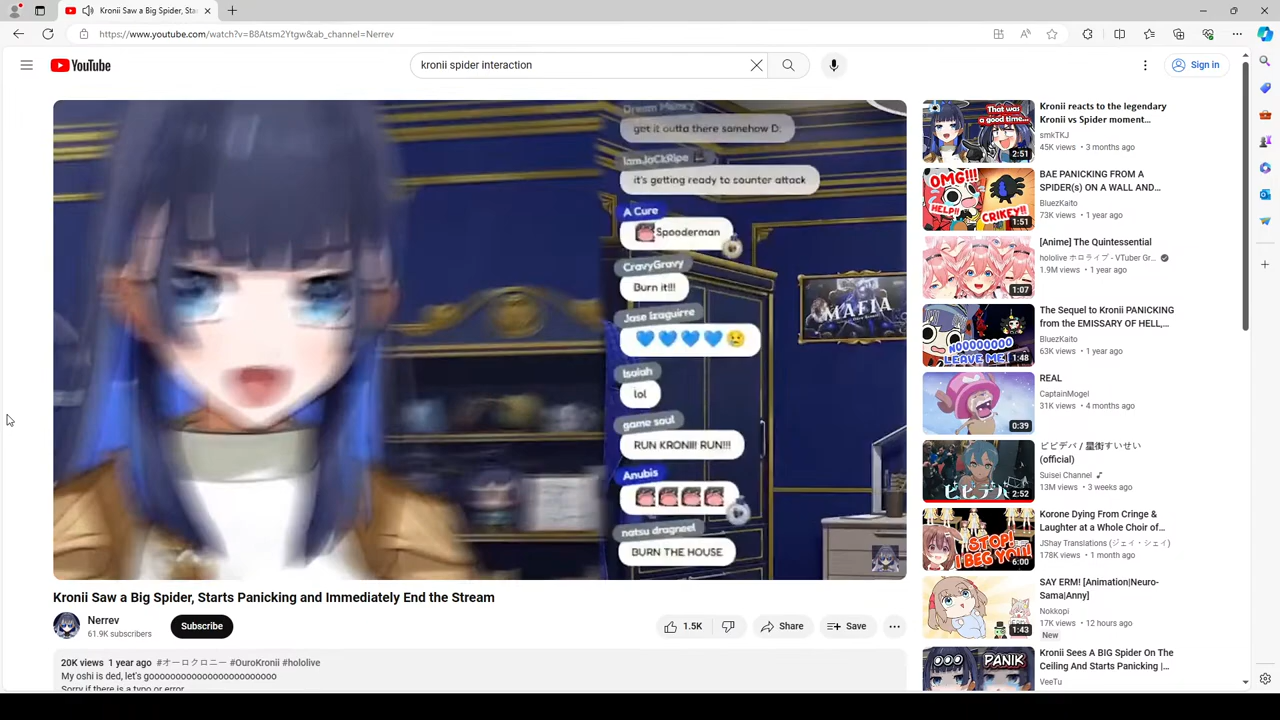 Kronii Saw a Big Spider, Sta
https://www.youtube.com/watch?v=B8Atsm2Ytgw&ab_channel=Nerrev
YouTube
kronii spider interaction
Sign in
get it outta there somehow D:
IamJaCkRipe
it's getting ready to counter attack
A Cure
Spooderman
CravyGravy
Burn it!!!
Jase Izaguirre
Isaiah
lol
game saul
RUN KRONII! RUN!!!
Anubis
natsu dragneel
BURN THE HOUSE
MAFIA
Kronii Saw a Big Spider, Starts Panicking and Immediately End the Stream
Nerrev
61.9K subscribers
Subscribe
1.5K
Share
Save
20K views 1 year ago #オーロクロニー #OuroKronii #hololive
My oshi is ded, let's gooooooooooooooooooooooo
Sorry if there is a typo or error
That was
a good time...
2:51
Kronii reacts to the legendary
Kronii vs Spider moment...
smkTKJ
45K views • 3 months ago
OMG!!!
HELP!!
CRIKEY!!
1:51
BAE PANICKING FROM A
SPIDER(s) ON A WALL AND...
BluezKaito
73K views • 1 year ago
1:07
[Anime] The Quintessential
hololive ホロライブ - VTuber Gr...
1.9M views • 1 year ago
NOOOOOOOO
LEAVE ME!
1:48
The Sequel to Kronii PANICKING
from the EMISSARY OF HELL,...
BluezKaito
63K views • 1 year ago
0:39
REAL
CaptainMogel
31K views • 4 months ago
ビビデバ
2:52
ビビデバ / 星街すいせい
(official)
Suisei Channel
13M views • 3 weeks ago
STOP!
I BEG YOU!
6:00
Korone Dying From Cringe &
Laughter at a Whole Choir of...
JShay Translations (ジェイ・シェイ)
178K views • 1 month ago
1:43
SAY ERM! [Animation|Neuro-
Sama|Anny]
Nokkopi
17K views • 12 hours ago
New
PANIK
Kronii Sees A BIG Spider On The
Ceiling And Starts Panicking |...
VeeTu